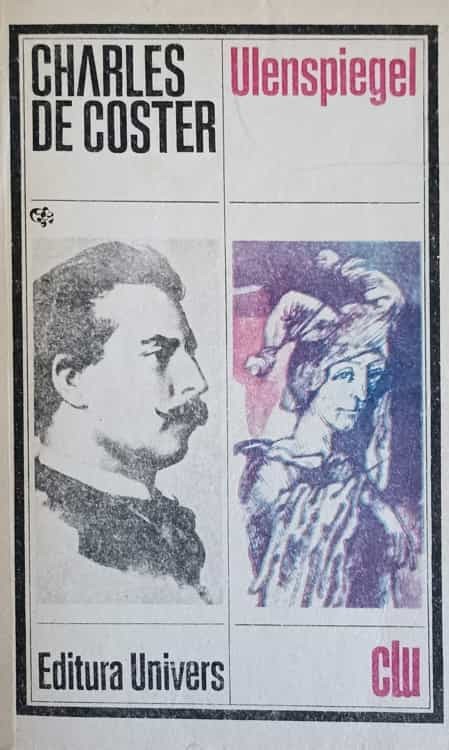 CHARLES
DE COSTER
Ulenspiegel
Editura Univers
clu